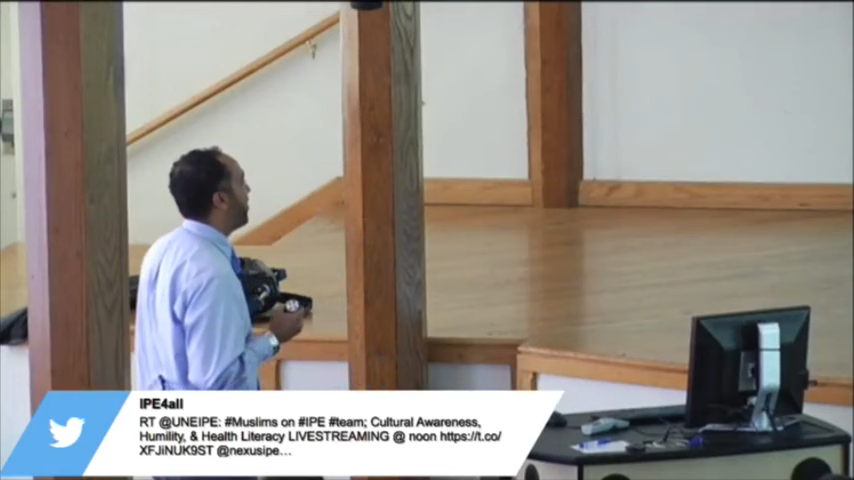 IPE4all
RT @UNEIPE: #Muslims on #IPE #team; Cultural Awareness,
Humility, & Health Literacy LIVESTREAMING @ noon https://t.co/
XFJiNUK9ST @nexusipe…